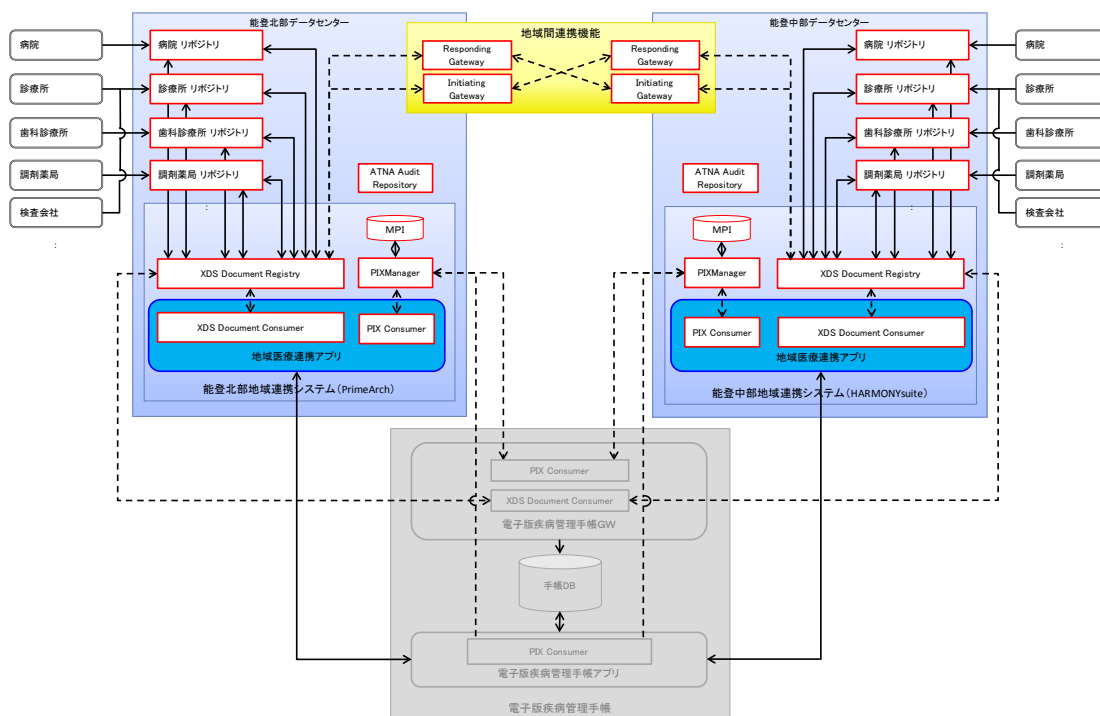 能登北部データセンター
病院
病院 リポジトリ
診療所
診療所 リポジトリ
歯科診療所
歯科診療所 リポジトリ
調剤薬局
調剤薬局 リポジトリ
検査会社
:
:
ATNA Audit
Repository
MPI
XDS Document Registry
PIXManager
XDS Document Consumer
PIX Consumer
地域医療連携アプリ
能登北部地域連携システム(PrimeArch)
地域間連携機能
Responding
Gateway
Responding
Gateway
Initiating
Gateway
Initiating
Gateway
能登中部データセンター
病院 リポジトリ
病院
診療所 リポジトリ
診療所
歯科診療所 リポジトリ
歯科診療所
調剤薬局 リポジトリ
調剤薬局
検査会社
:
:
ATNA Audit
Repository
MPI
PIXManager
XDS Document Registry
PIX Consumer
XDS Document Consumer
地域医療連携アプリ
能登中部地域連携システム(HARMONYsuite)
PIX Consumer
XDS Document Consumer
電子版疾病管理手帳GW
手帳DB
PIX Consumer
電子版疾病管理手帳アプリ
電子版疾病管理手帳